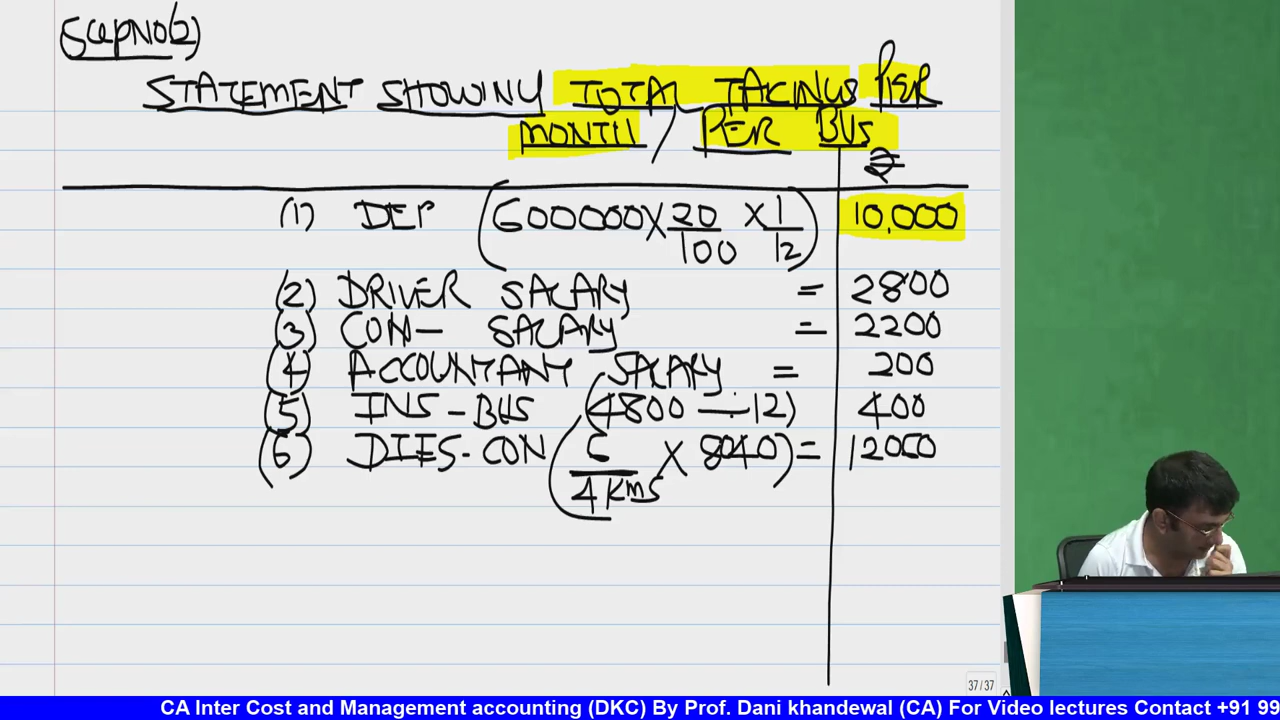 STEPNO(2)
STATEMENT SHOWING TOTAL TAKINGS PER
MONTH / PER BUS
₹
(1) DEP (600000 X 20/100 X 1/12) 10,000
(2) DRIVER SALARY = 2800
(3) CON- SALARY = 2200
(4) ACCOUNTANT SALARY = 200
(5) INS-BUS (4800 ÷ 12) 400
(6) DIES-CON (6/4 Kms X 8040) = 12000
37/37
CA Inter Cost and Management accounting (DKC) By Prof. Dani khandewal (CA) For Video lectures Contact +91 99